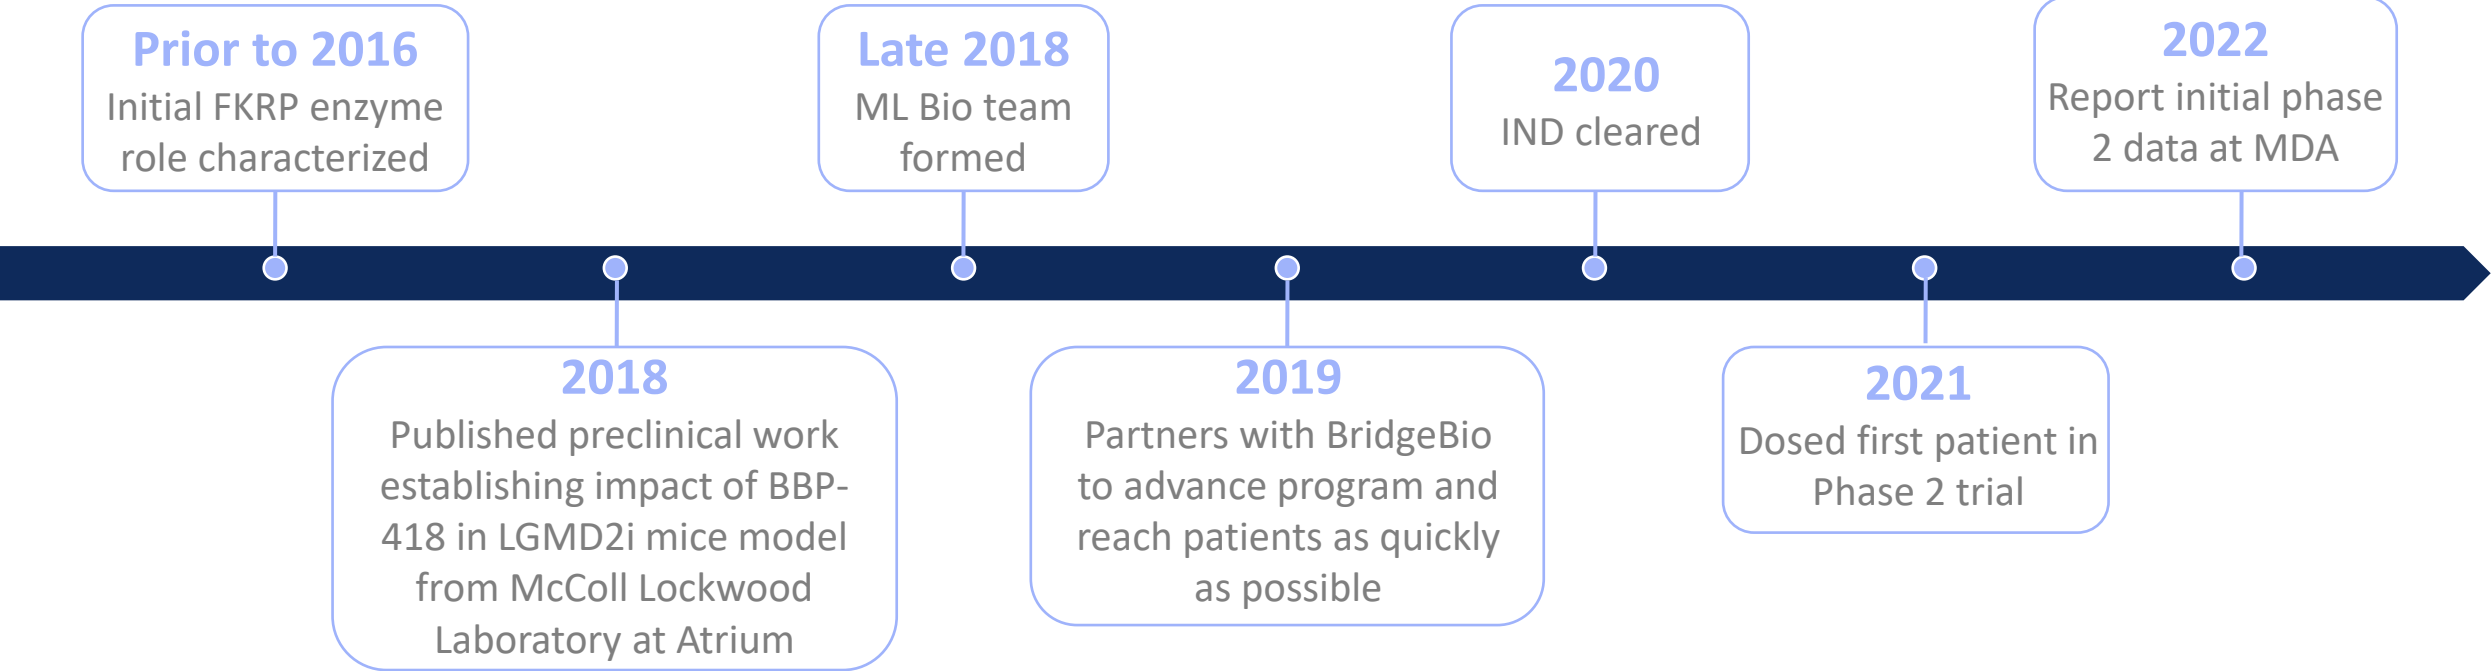 Prior to 2016
Initial FKRP enzyme
role characterized
2018
Published preclinical work
establishing impact of BBP-
418 in LGMD2i mice model
from McColl Lockwood
Laboratory at Atrium
Late 2018
ML Bio team
formed
2019
Partners with BridgeBio
to advance program and
reach patients as quickly
as possible
2020
IND cleared
2021
Dosed first patient in
Phase 2 trial
2022
Report initial phase
2 data at MDA